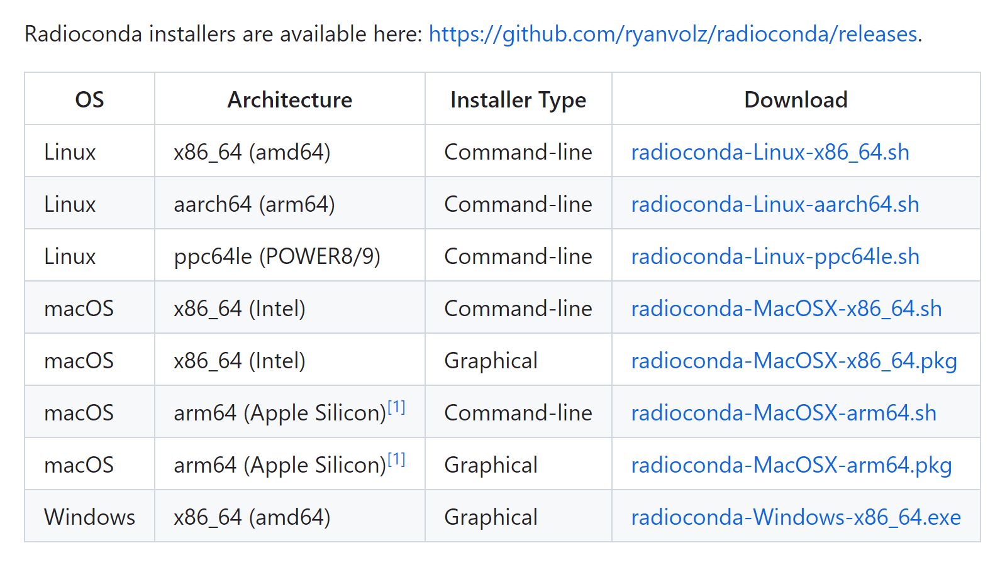 Radioconda installers are available here: https://github.com/ryanvolz/radioconda/releases.
OS Architecture Installer Type Download
Linux x86_64 (amd64) Command-line radioconda-Linux-x86_64.sh
Linux aarch64 (arm64) Command-line radioconda-Linux-aarch64.sh
Linux ppc64le (POWER8/9) Command-line radioconda-Linux-ppc64le.sh
macOS x86_64 (Intel) Command-line radioconda-MacOSX-x86_64.sh
macOS x86_64 (Intel) Graphical radioconda-MacOSX-x86_64.pkg
macOS arm64 (Apple Silicon)[1] Command-line radioconda-MacOSX-arm64.sh
macOS arm64 (Apple Silicon)[1] Graphical radioconda-MacOSX-arm64.pkg
Windows x86_64 (amd64) Graphical radioconda-Windows-x86_64.exe